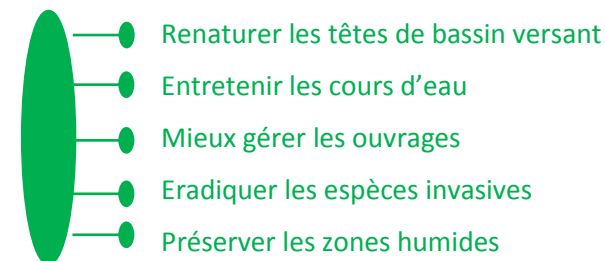 Renaturer les têtes de bassin versant
Entretenir les cours d’eau
Mieux gérer les ouvrages
Eradiquer les espèces invasives
Préserver les zones humides